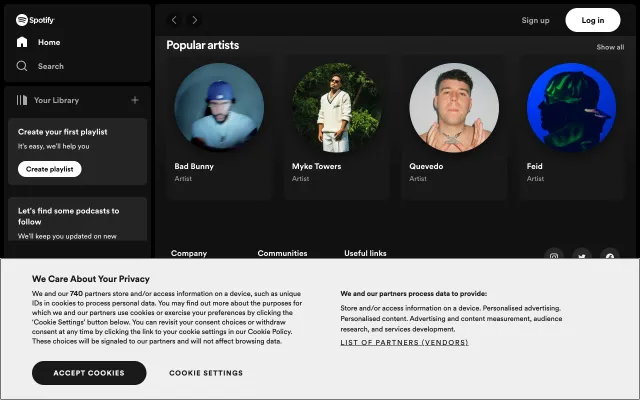 Spotify
Home
Search
Your Library
Create your first playlist
It's easy, we'll help you
Create playlist
Let's find some podcasts to
follow
We'll keep you updated on new
Sign up
Log in
Popular artists
Show all
Bad Bunny
Artist
Myke Towers
Artist
Quevedo
Artist
Feid
Artist
Company
Communities
Useful links
We Care About Your Privacy
We and our 740 partners store and/or access information on a device, such as unique
IDs in cookies to process personal data. You may find out more about the purposes for
which we and our partners use cookies or exercise your preferences by clicking the
'Cookie Settings' button below. You can revisit your consent choices or withdraw
consent at any time by clicking the link to your cookie settings in our Cookie Policy.
These choices will be signaled to our partners and will not affect browsing data.
We and our partners process data to provide:
Store and/or access information on a device. Personalised advertising.
Personalised content. Advertising and content measurement, audience
research, and services development.
LIST OF PARTNERS (VENDORS)
ACCEPT COOKIES
COOKIE SETTINGS